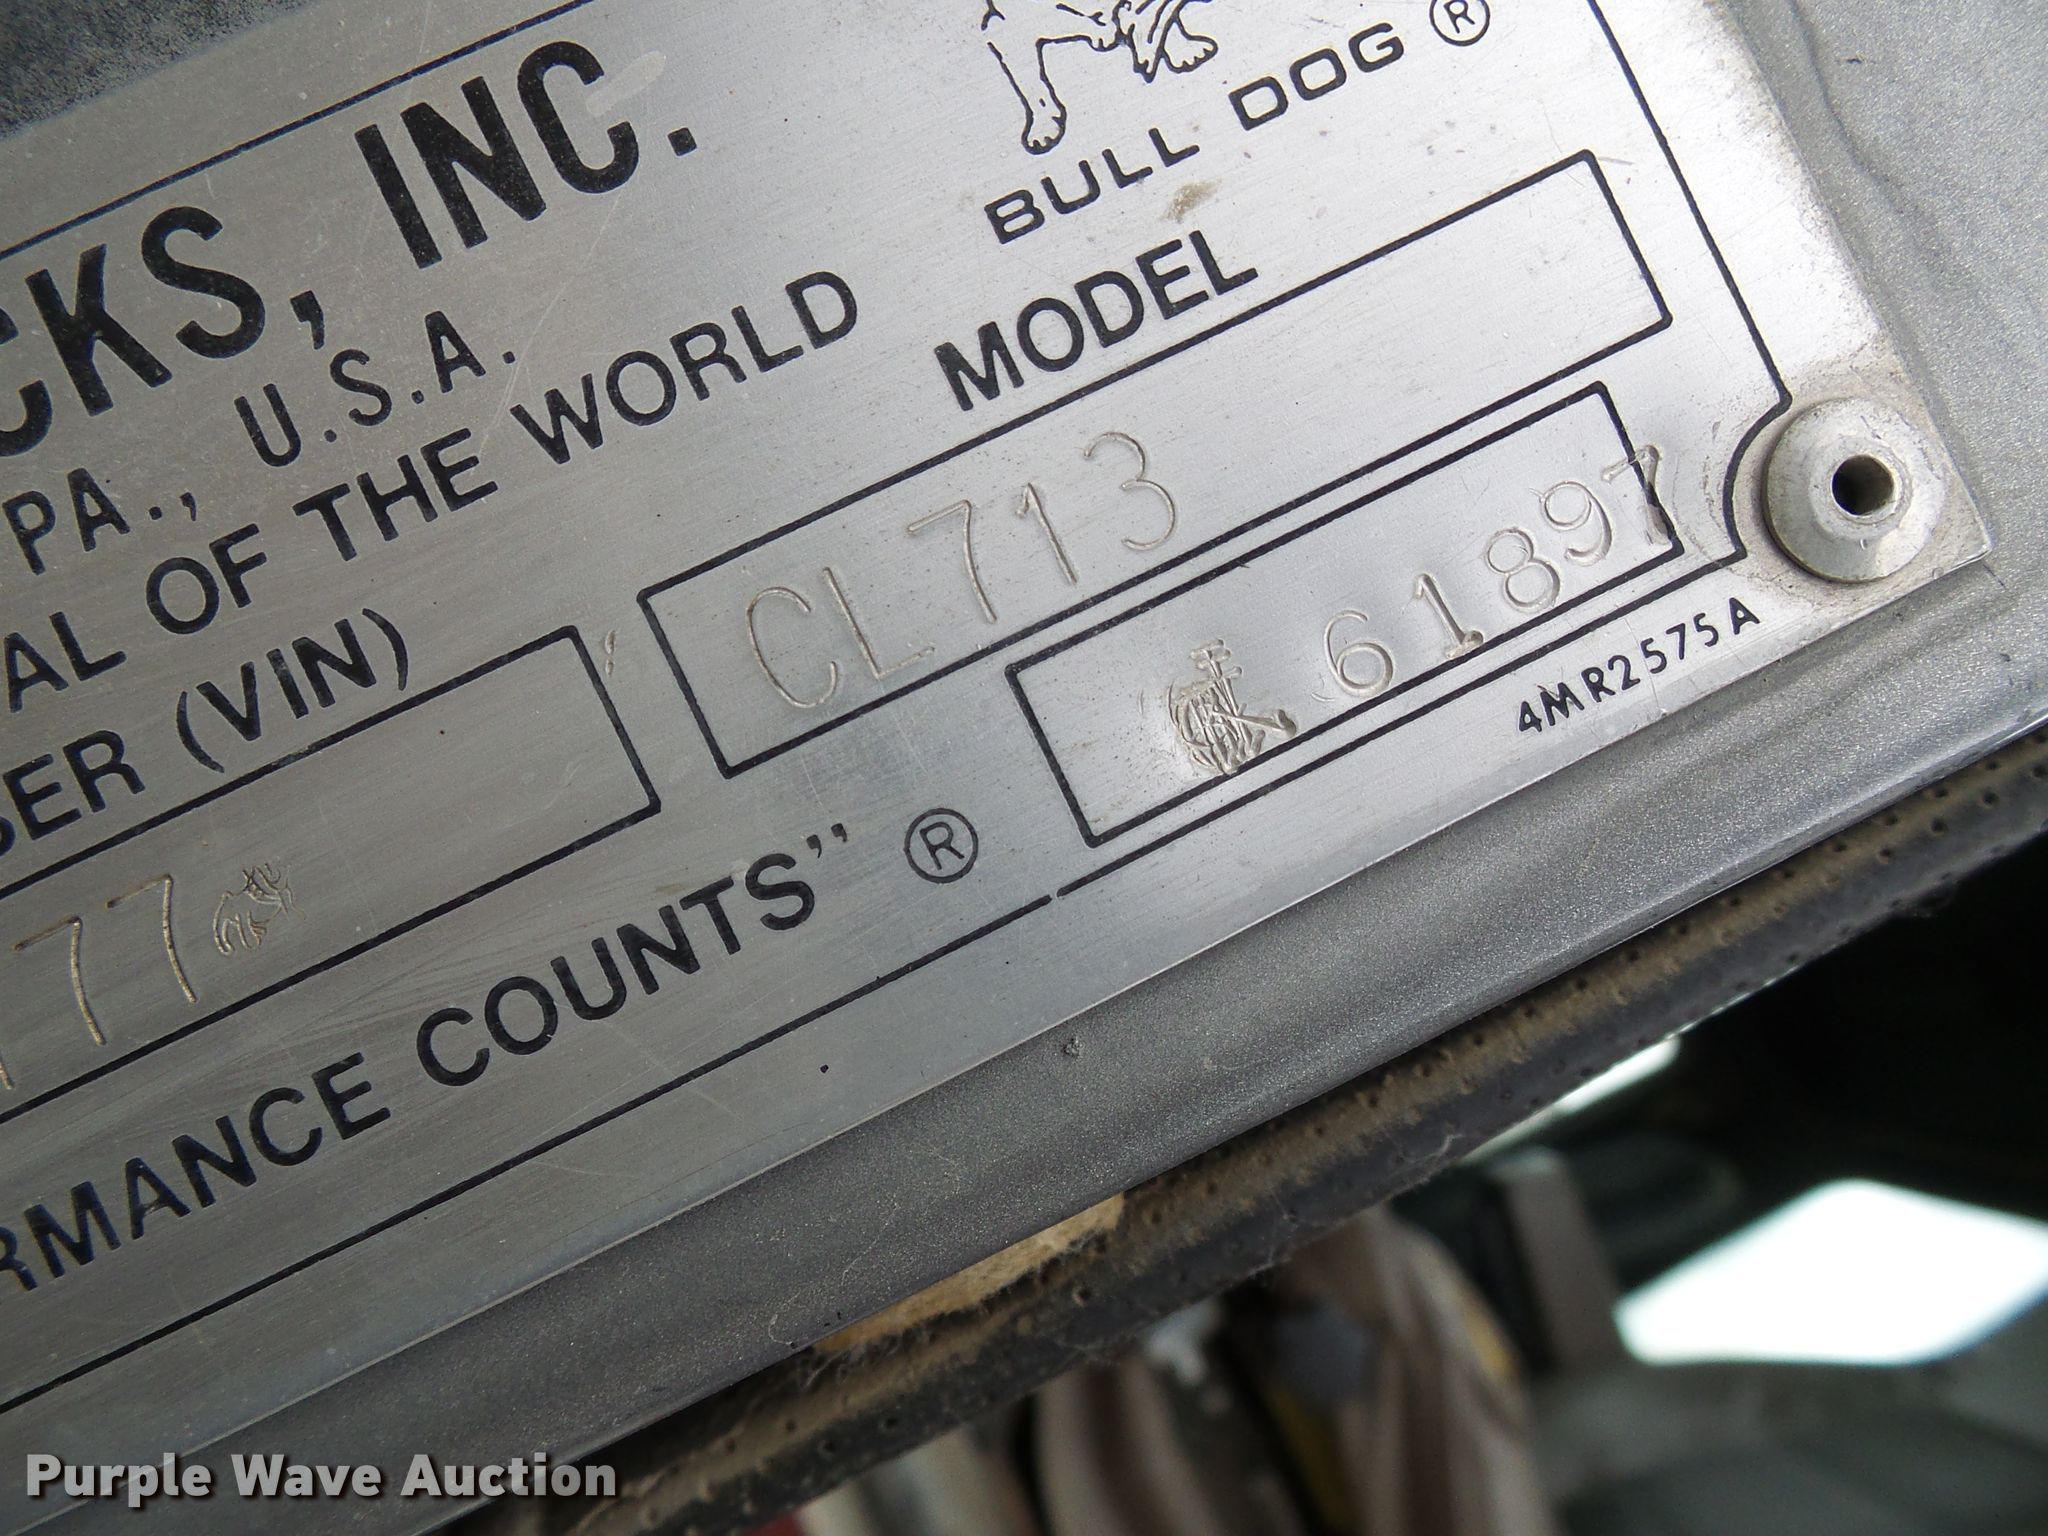 CKS, INC.
PA., U.S.A.
AL OF THE WORLD
BULL DOG ®
MODEL
CL713
BER (VIN)
77
61897
4MR2575A
RMANCE COUNTS" ®
Purple Wave Auction